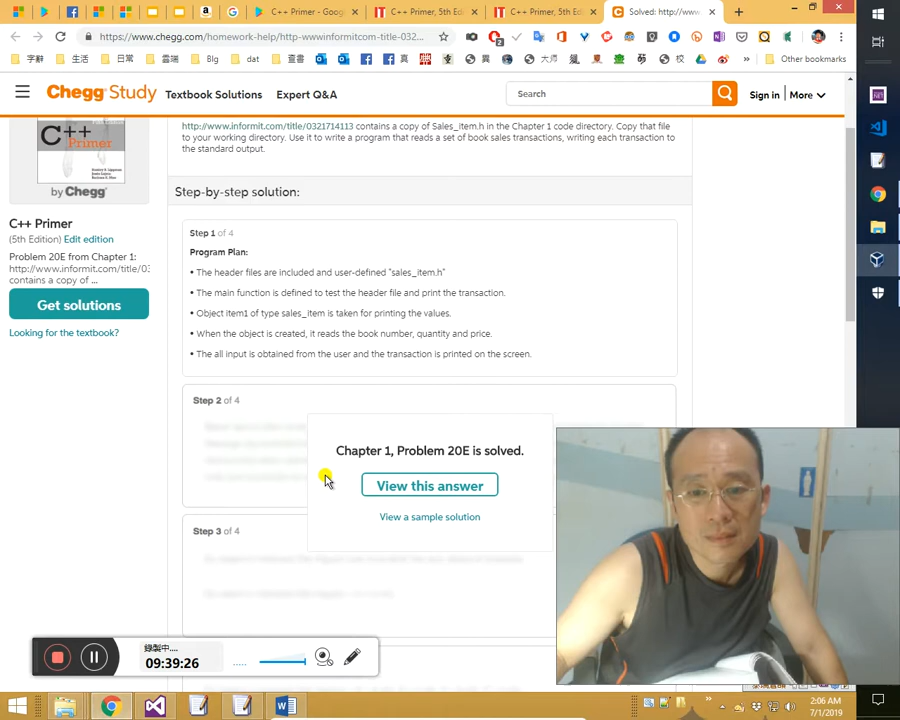 C++ Primer - Goog
C++ Primer, 5th Edi
C++ Primer, 5th Edi
Solved: http://www
https://www.chegg.com/homework-help/http-wwwinformitcom-title-032...
字辭
生活
日常
雲端
Blg
dat
查書
真
大師
校
Other bookmarks
Chegg Study
Textbook Solutions
Expert Q&A
Search
Sign in
More
C++
Primer
by Chegg
C++ Primer
(5th Edition) Edit edition
Problem 20E from Chapter 1:
http://www.informit.com/title/03
contains a copy of ...
Get solutions
Looking for the textbook?
http://www.informit.com/title/0321714113 contains a copy of Sales_item.h in the Chapter 1 code directory. Copy that file
to your working directory. Use it to write a program that reads a set of book sales transactions, writing each transaction to
the standard output.
Step-by-step solution:
Step 1 of 4
Program Plan:
• The header files are included and user-defined "sales_item.h"
• The main function is defined to test the header file and print the transaction.
• Object item1 of type sales_item is taken for printing the values.
• When the object is created, it reads the book number, quantity and price.
• The all input is obtained from the user and the transaction is printed on the screen.
Step 2 of 4
Chapter 1, Problem 20E is solved.
View this answer
View a sample solution
Step 3 of 4
錄製中....
09:39:26
2:06 AM
7/1/2019